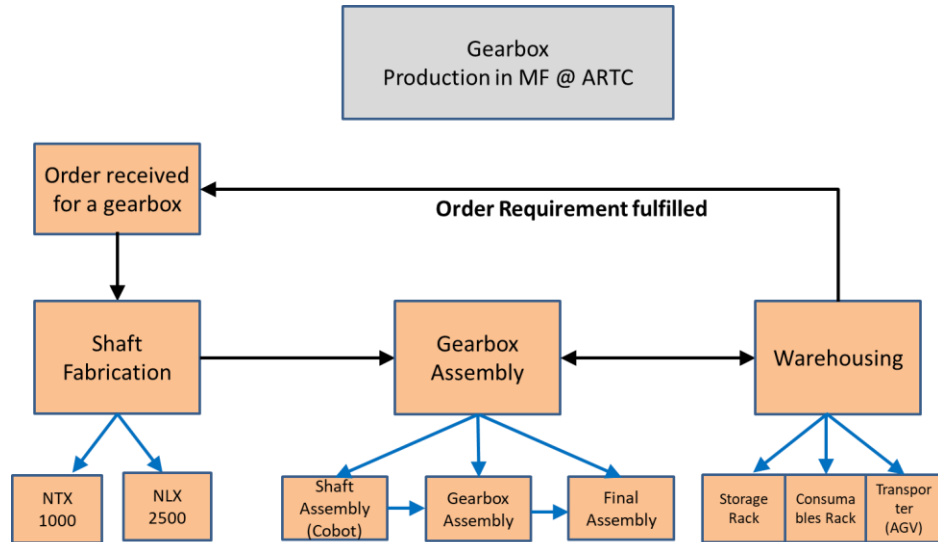 Gearbox
Production in MF @ ARTC
Order received
for a gearbox
Order Requirement fulfilled
Shaft
Fabrication
Gearbox
Assembly
Warehousing
NTX
1000
NLX
2500
Shaft
Assembly
(Cobot)
Gearbox
Assembly
Final
Assembly
Storage
Rack
Consuma
bles Rack
Transpor
ter
(AGV)